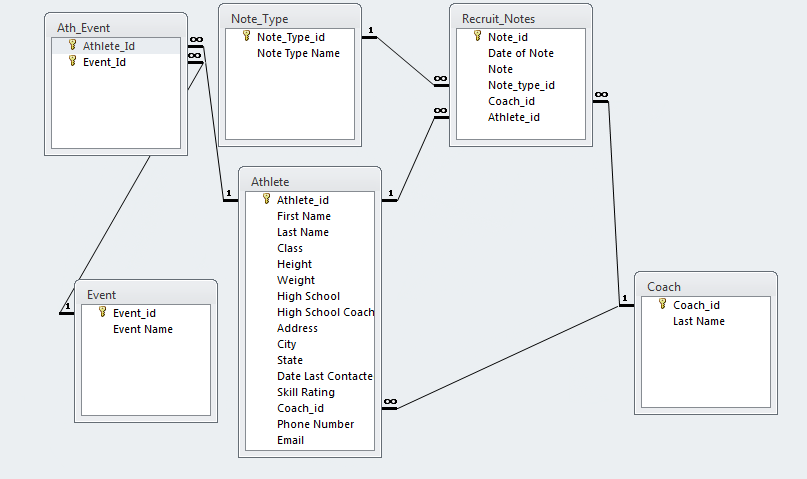 Ath_Event
Athlete_Id
Event_Id
Note_Type
Note_Type_id
Note Type Name
Recruit_Notes
Note_id
Date of Note
Note
Note_type_id
Coach_id
Athlete_id
Athlete
Athlete_id
First Name
Last Name
Class
Height
Weight
High School
High School Coach
Address
City
State
Date Last Contacte
Skill Rating
Coach_id
Phone Number
Email
Event
Event_id
Event Name
Coach
Coach_id
Last Name
∞
∞
1
∞
∞
∞
1
1
1
1
∞